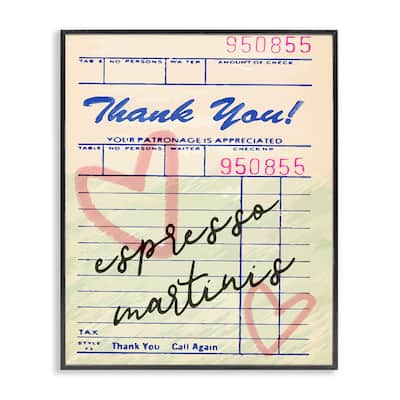 950855
TABLE NO PERSONS WAITER AMOUNT OF CHECK
Thank You!
YOUR PATRONAGE IS APPRECIATED
TABLE NO PERSONS WAITER CHECK NO
950855
espresso
martinis
TAX
Thank You Call Again